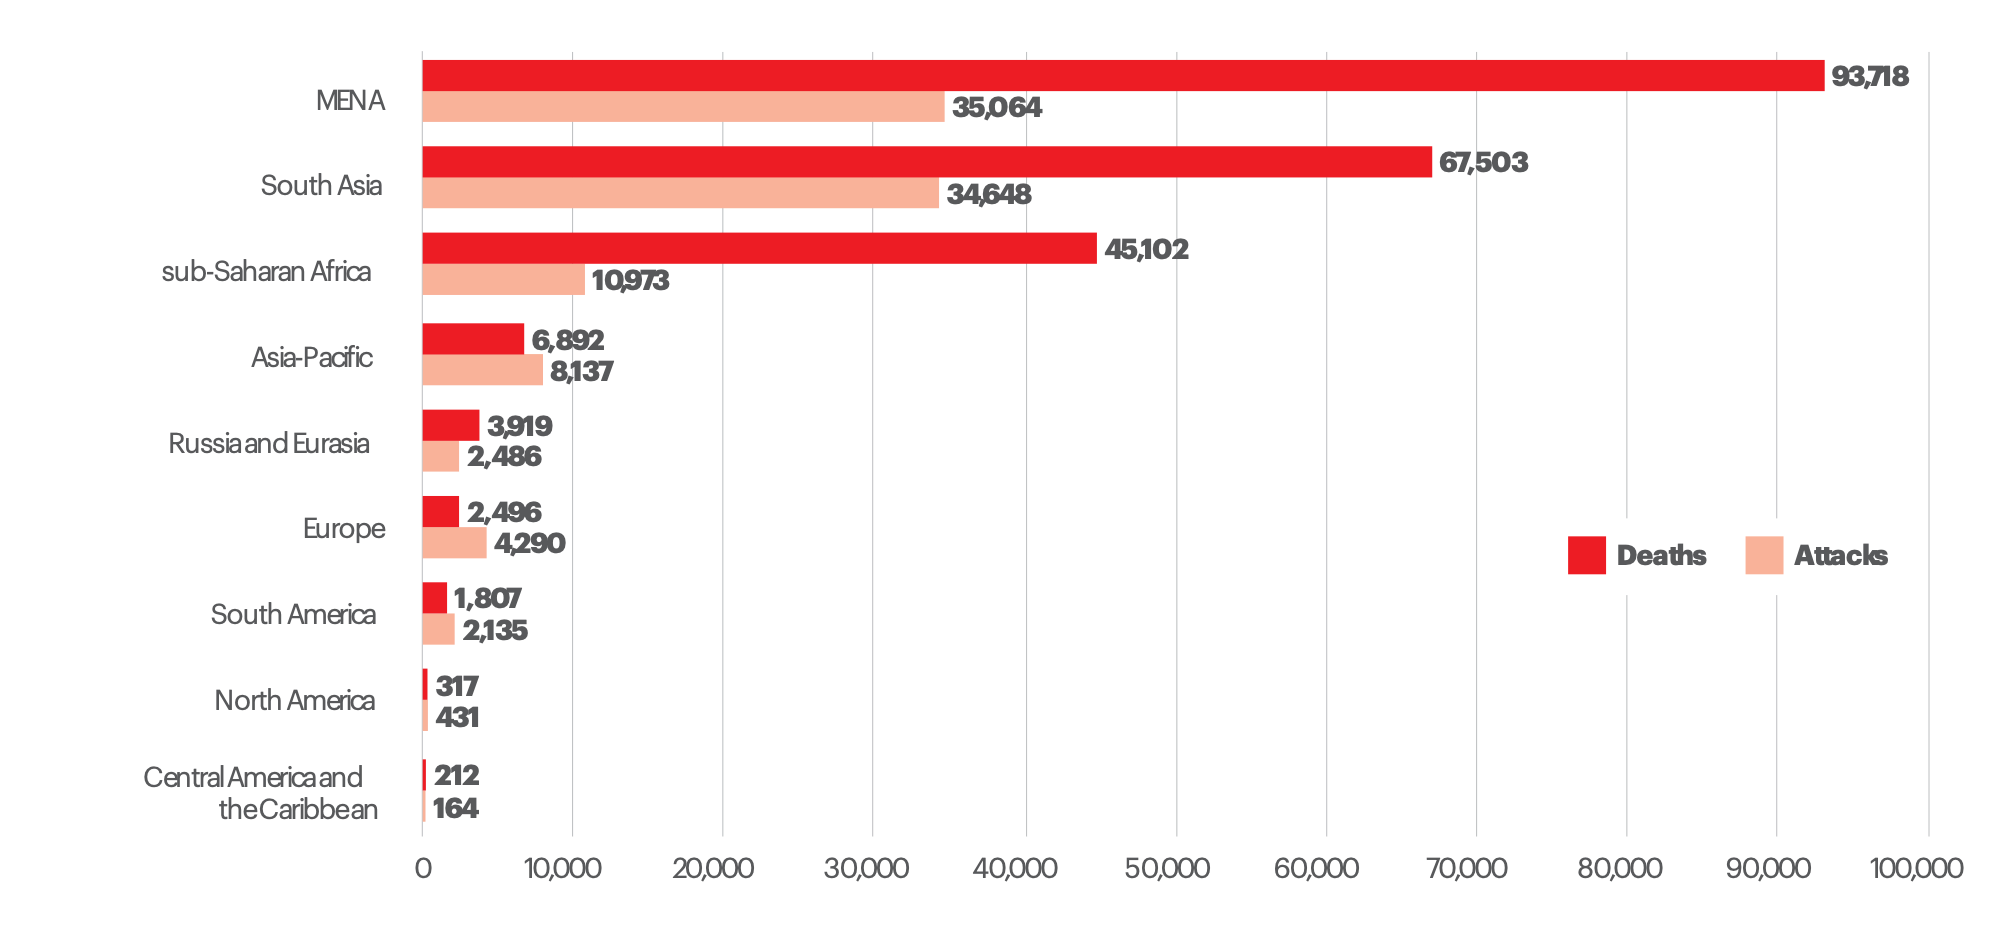 MENA
93,718
35,064
South Asia
67,503
34,648
sub-Saharan Africa
45,102
10,973
Asia-Pacific
6,892
8,137
Russia and Eurasia
3,919
2,486
Europe
2,496
4,290
South America
1,807
2,135
North America
317
431
Central America and
the Caribbean
212
164
Deaths Attacks
0 10,000 20,000 30,000 40,000 50,000 60,000 70,000 80,000 90,000 100,000